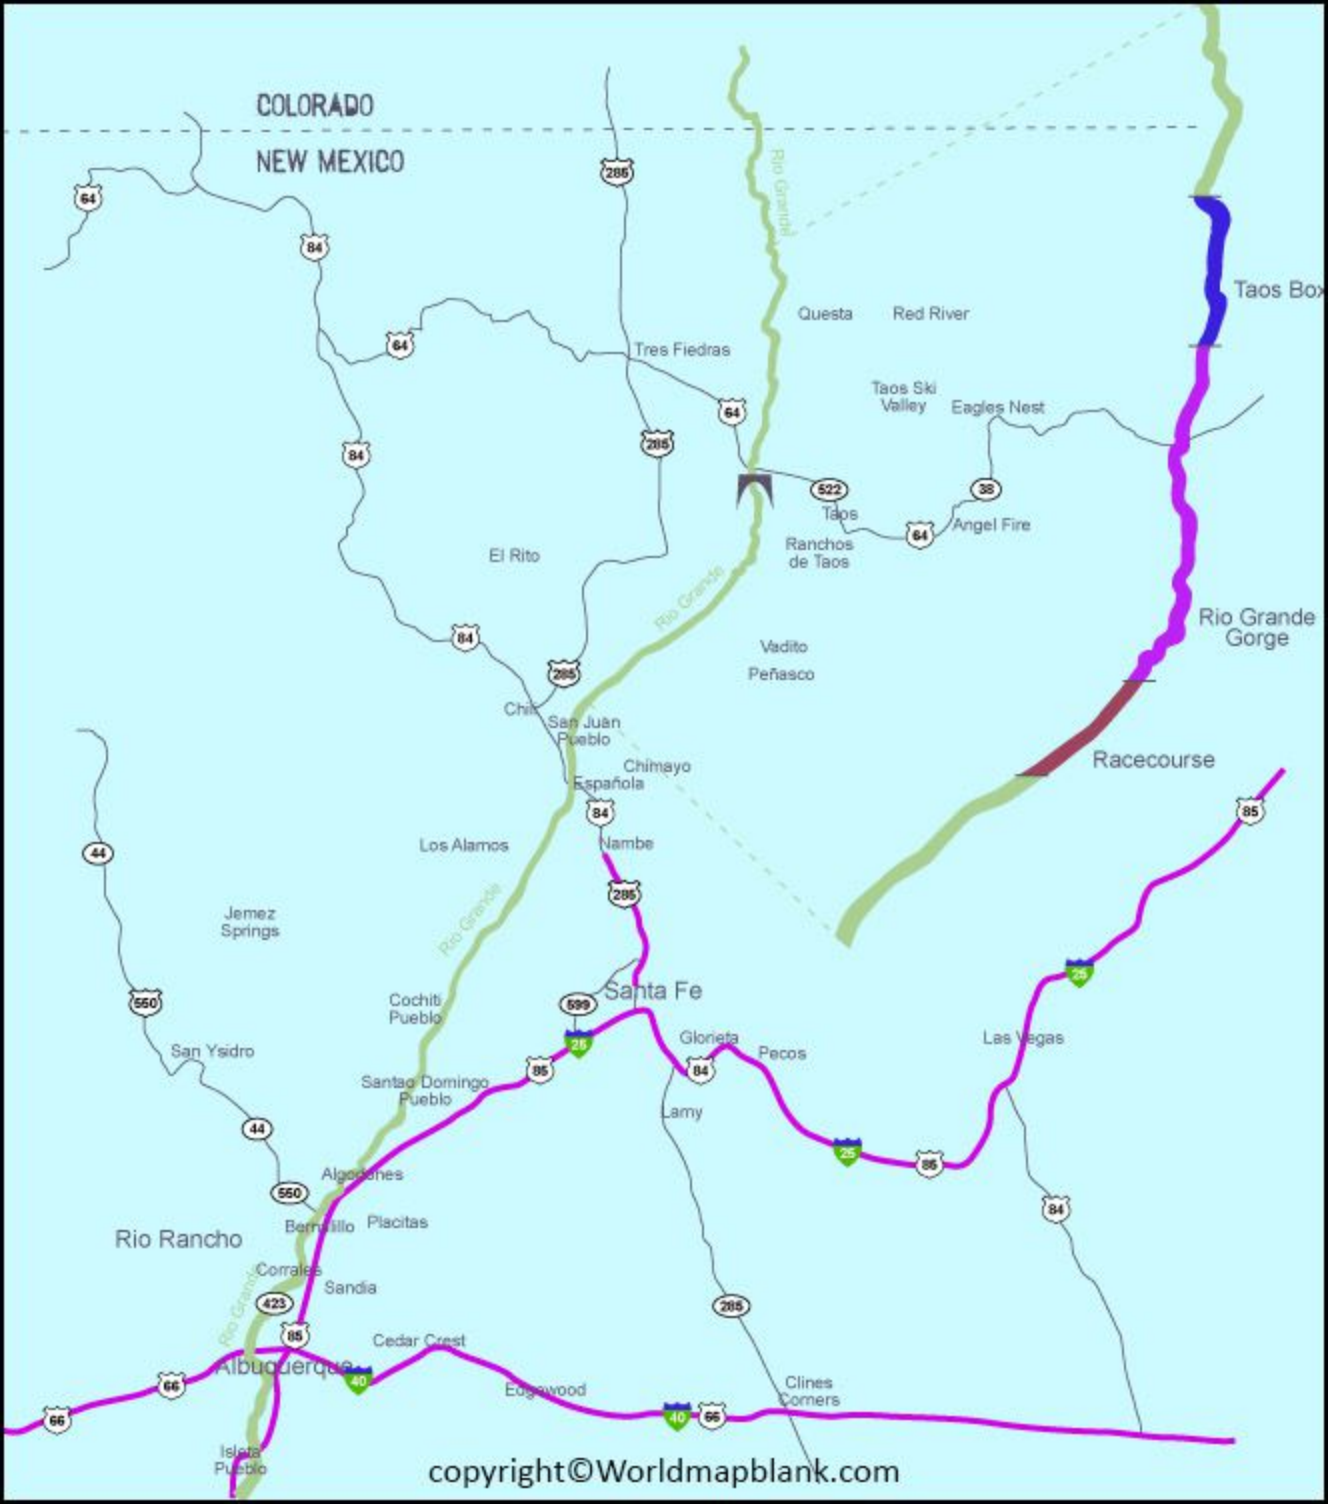 COLORADO
NEW MEXICO
64
285
Rio Grande
84
Taos Box
Questa
Red River
64
Tres Fiedras
Taos Ski
Valley
Eagles Nest
64
285
84
522
38
Taos
64
Angel Fire
Ranchos
de Taos
El Rito
Rio Grande
Rio Grande
Gorge
84
Vadito
Peñasco
285
Chili
San Juan
Pueblo
Chimayo
Española
Racecourse
84
85
Nambe
Los Alamos
44
285
Rio Grande
Jemez
Springs
25
Santa Fe
599
550
Cochiti
Pueblo
25
Glorieta
Pecos
Las Vegas
San Ysidro
85
84
Santao Domingo
Pueblo
Lamy
44
25
85
Algodones
550
84
Bernalillo
Placitas
Rio Rancho
Corrales
Sandia
Rio Grande
423
285
85
Cedar Crest
Albuquerque
40
66
Edgewood
Clines
Corners
66
40
66
Isleta
Pueblo
copyright©Worldmapblank.com